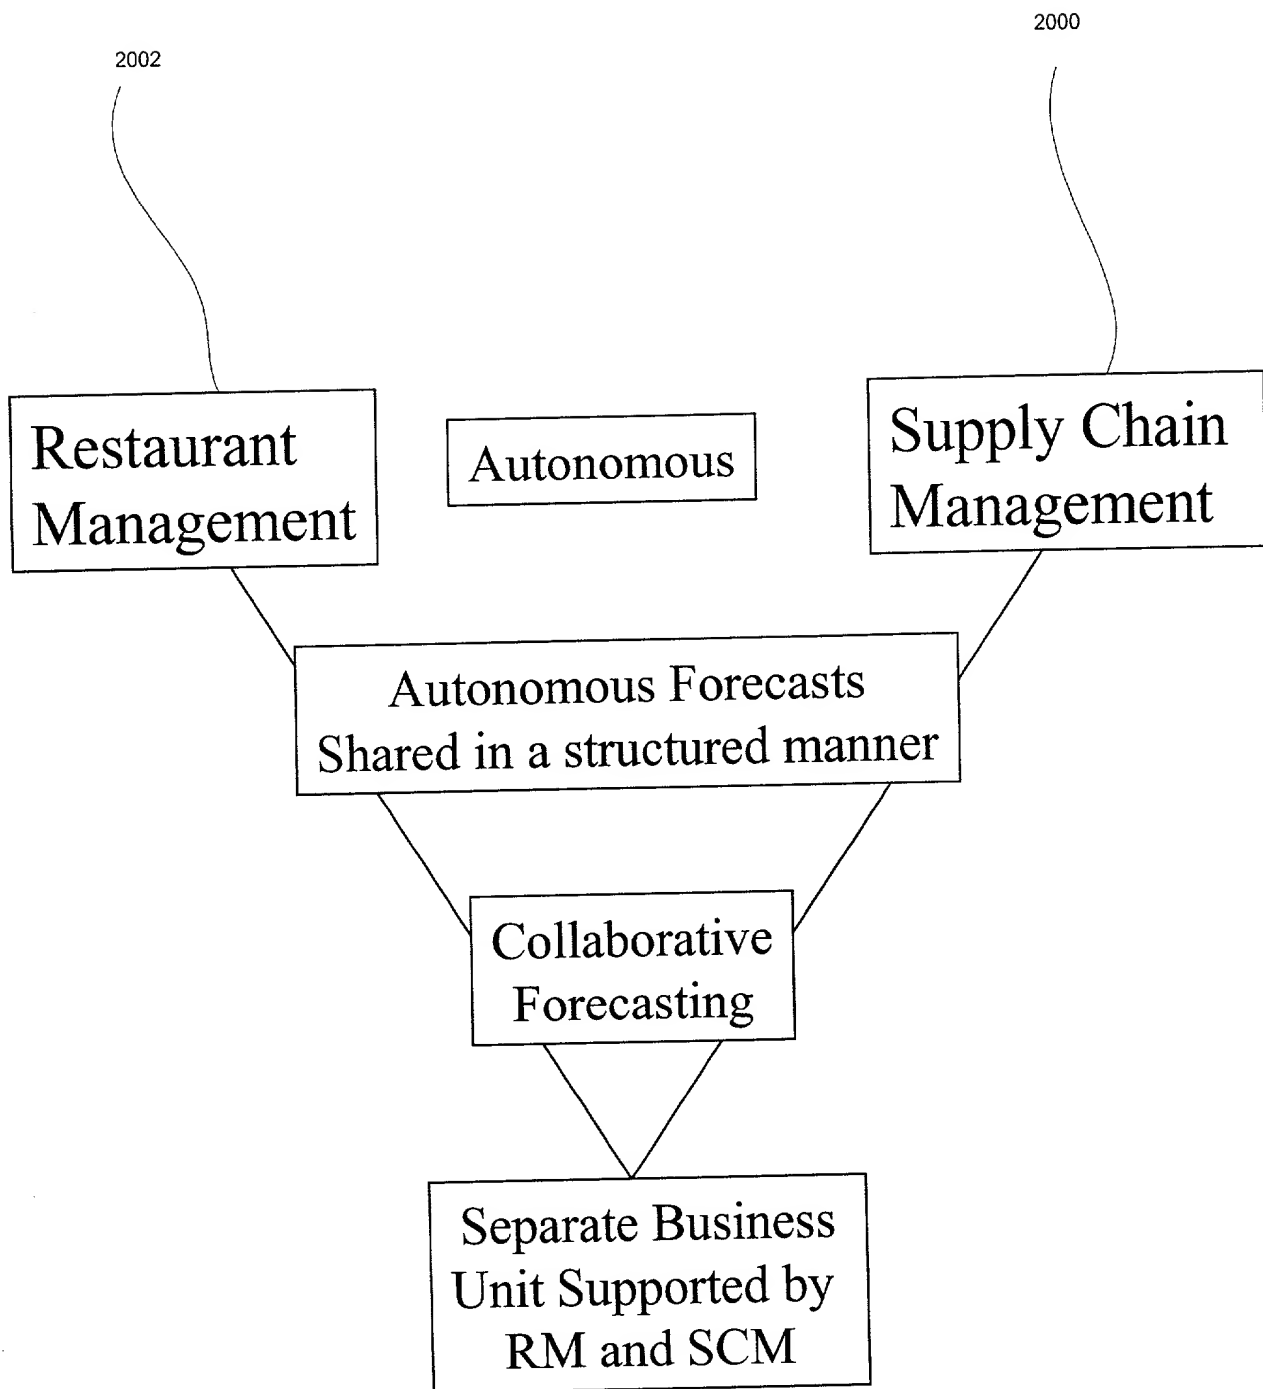 2002
2000
Restaurant
Management
Autonomous
Supply Chain
Management
Autonomous Forecasts
Shared in a structured manner
Collaborative
Forecasting
Separate Business
Unit Supported by
RM and SCM